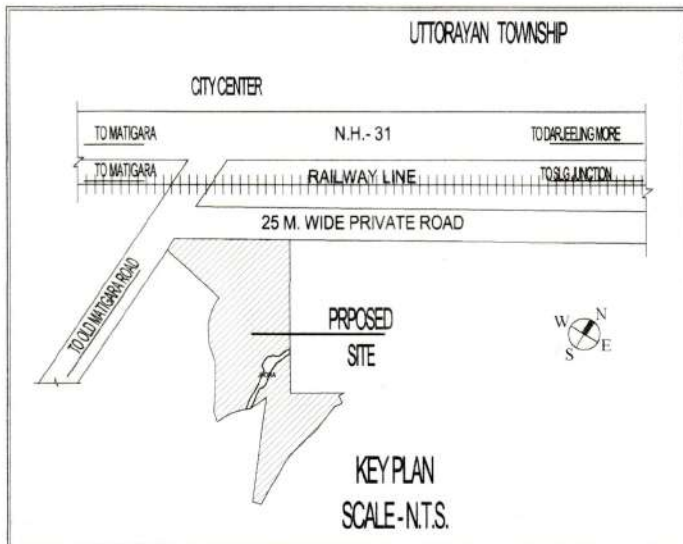 UTTORAYAN TOWNSHIP
CITY CENTER
TO MATIGARA N.H.- 31 TO DARJEELING MORE
TO MATIGARA RAILWAY LINE TO SLG JUNCTION
25 M. WIDE PRIVATE ROAD
TO OLD MATIGARA ROAD
PRPOSED
SITE
W N
S E
KEY PLAN
SCALE - N.T.S.